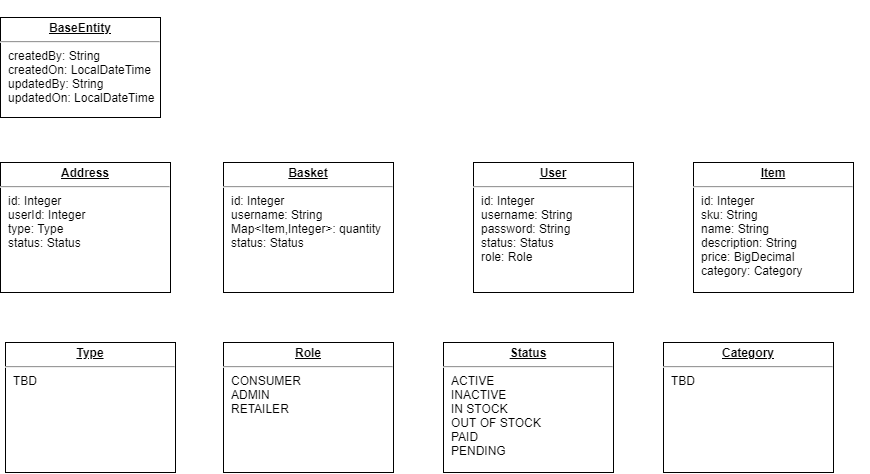 BaseEntity
createdBy: String
createdOn: LocalDateTime
updatedBy: String
updatedOn: LocalDateTime
Address
id: Integer
userId: Integer
type: Type
status: Status
Basket
id: Integer
username: String
Map<Item,Integer>: quantity
status: Status
User
id: Integer
username: String
password: String
status: Status
role: Role
Item
id: Integer
sku: String
name: String
description: String
price: BigDecimal
category: Category
Type
TBD
Role
CONSUMER
ADMIN
RETAILER
Status
ACTIVE
INACTIVE
IN STOCK
OUT OF STOCK
PAID
PENDING
Category
TBD